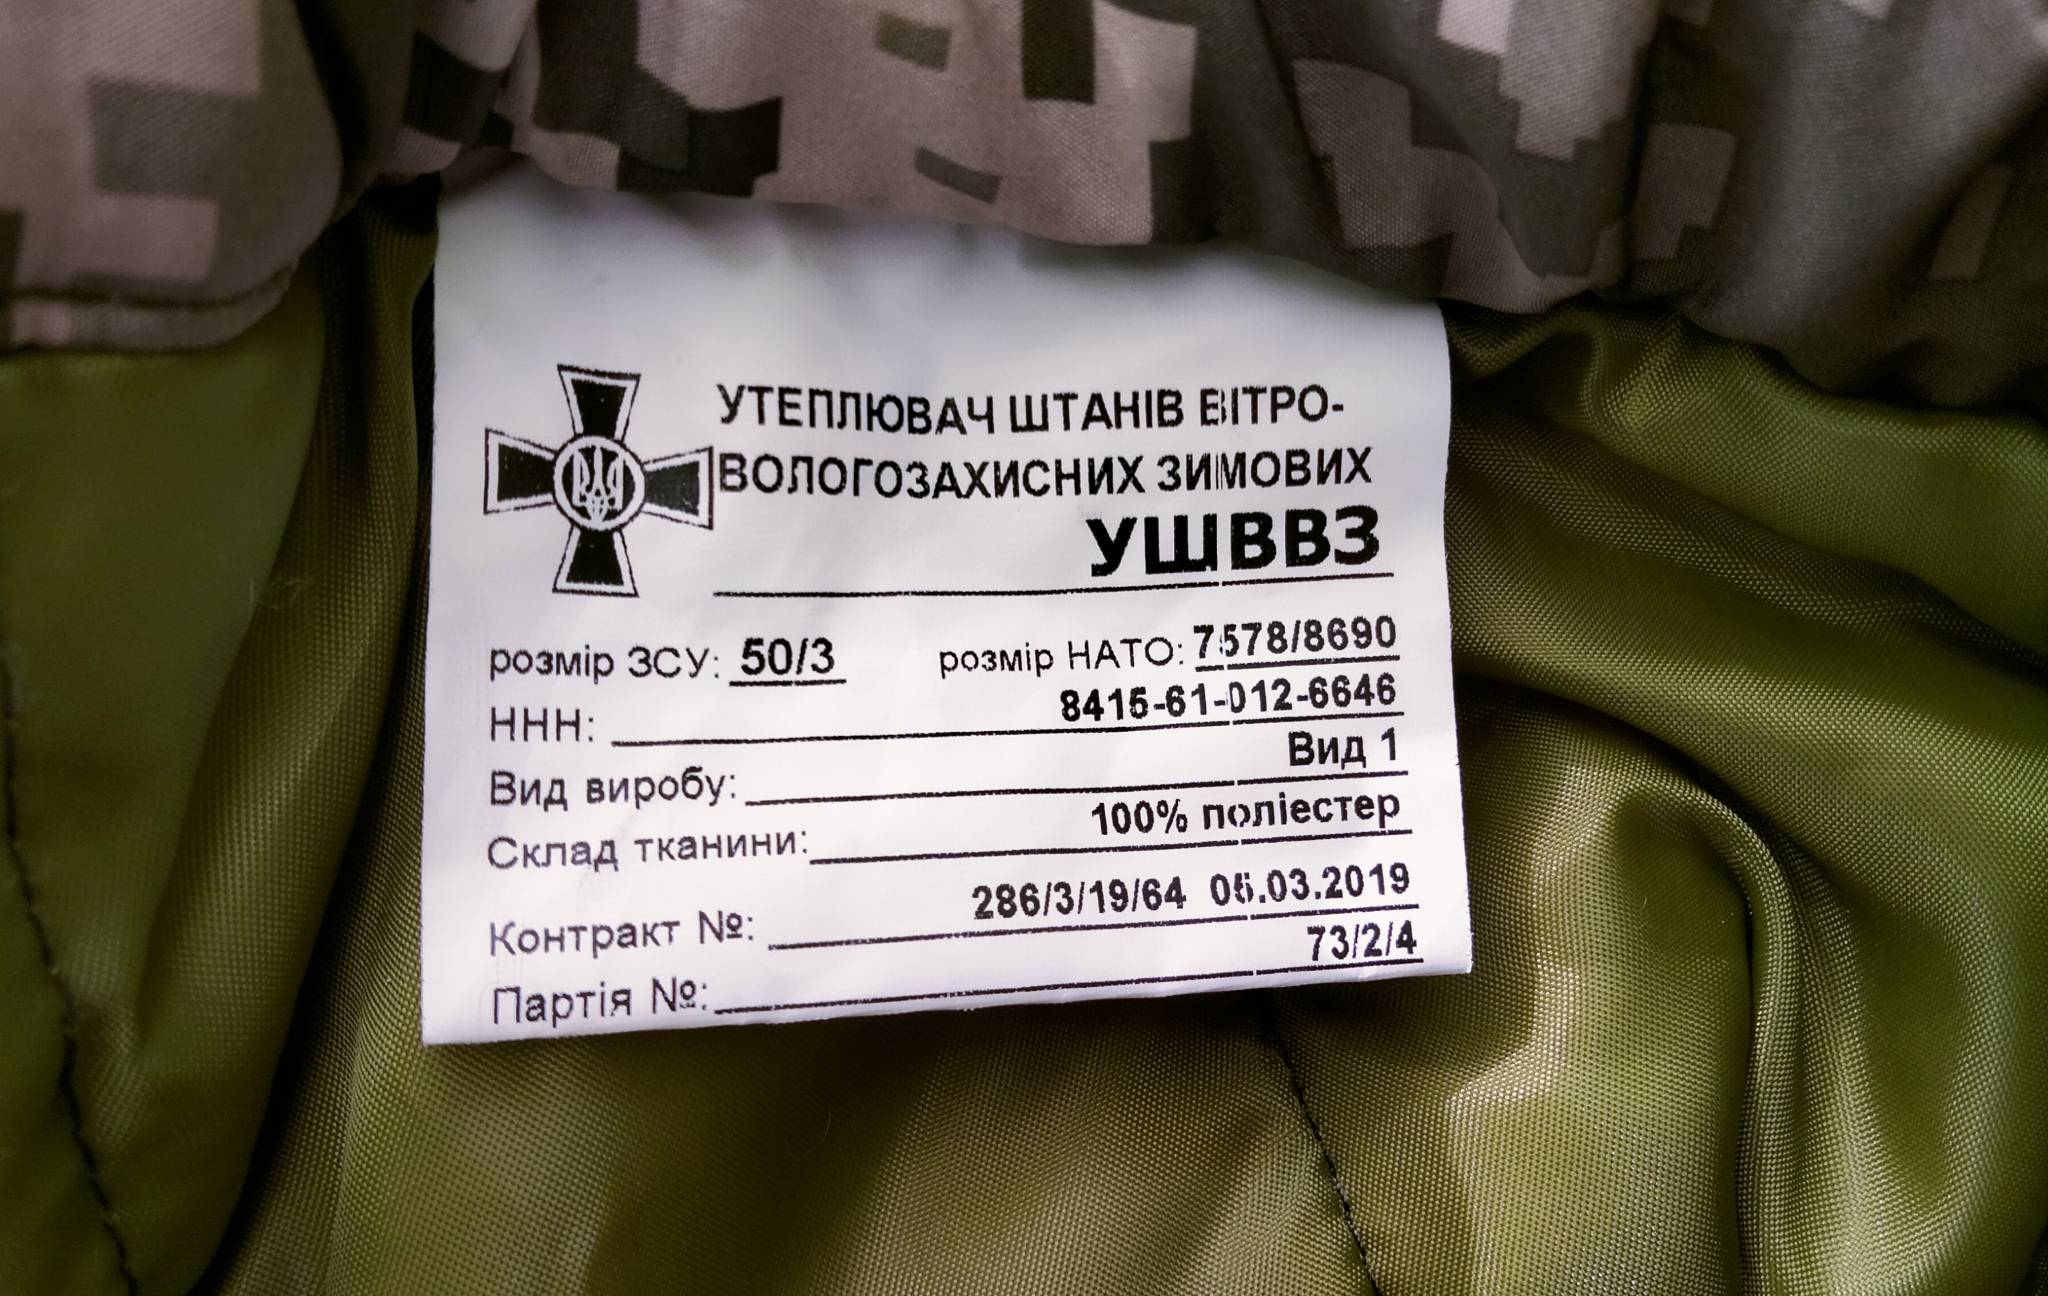 УТЕПЛЮВАЧ ШТАНІВ ВІТРО-
ВОЛОГОЗАХИСНИХ ЗИМОВИХ
УШВВЗ
розмір ЗСУ: 50/3 розмір НАТО: 7578/8690
ННН: 8415-61-012-6646
Вид виробу: Вид 1
Склад тканини: 100% поліестер
Контракт №: 286/3/19/64 05.03.2019
Партія №: 73/2/4